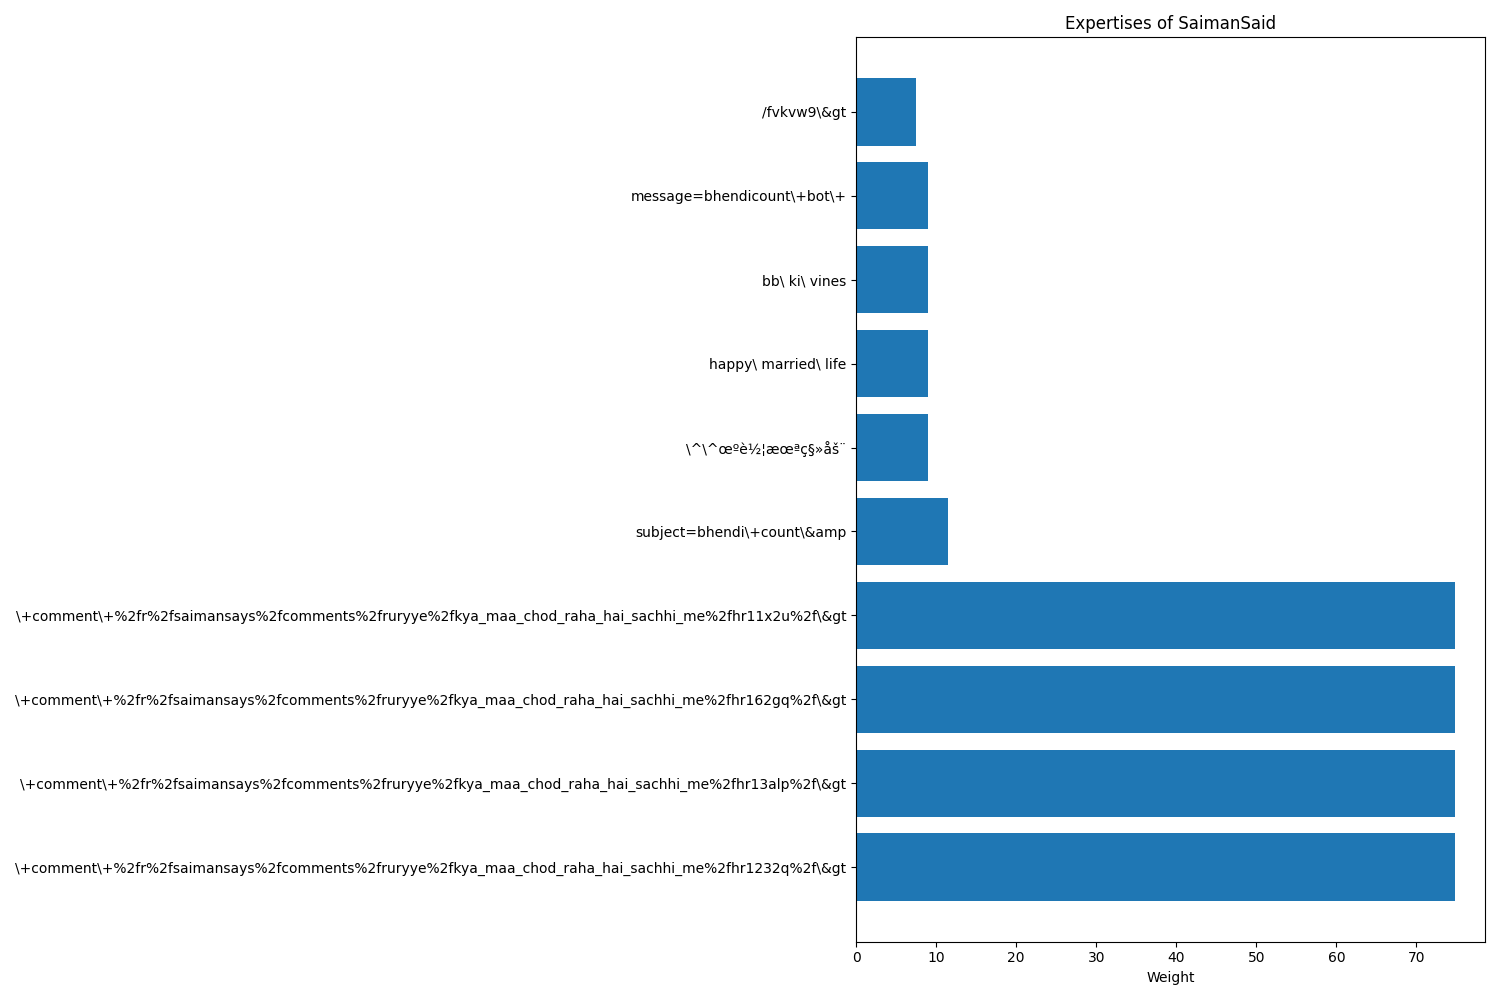 Expertises of SaimanSaid
/fvkvw9\&gt
message=bhendicount\+bot\+
bb\ ki\ vines
happy\ married\ life
\^\^œºè½¦æœªç§»åš¨
subject=bhendi\+count\&amp
\+comment\+%2fr%2fsaimansays%2fcomments%2fruryye%2fkya_maa_chod_raha_hai_sachhi_me%2fhr11x2u%2f\&gt
\+comment\+%2fr%2fsaimansays%2fcomments%2fruryye%2fkya_maa_chod_raha_hai_sachhi_me%2fhr162gq%2f\&gt
\+comment\+%2fr%2fsaimansays%2fcomments%2fruryye%2fkya_maa_chod_raha_hai_sachhi_me%2fhr13alp%2f\&gt
\+comment\+%2fr%2fsaimansays%2fcomments%2fruryye%2fkya_maa_chod_raha_hai_sachhi_me%2fhr1232q%2f\&gt
0 10 20 30 40 50 60 70
Weight